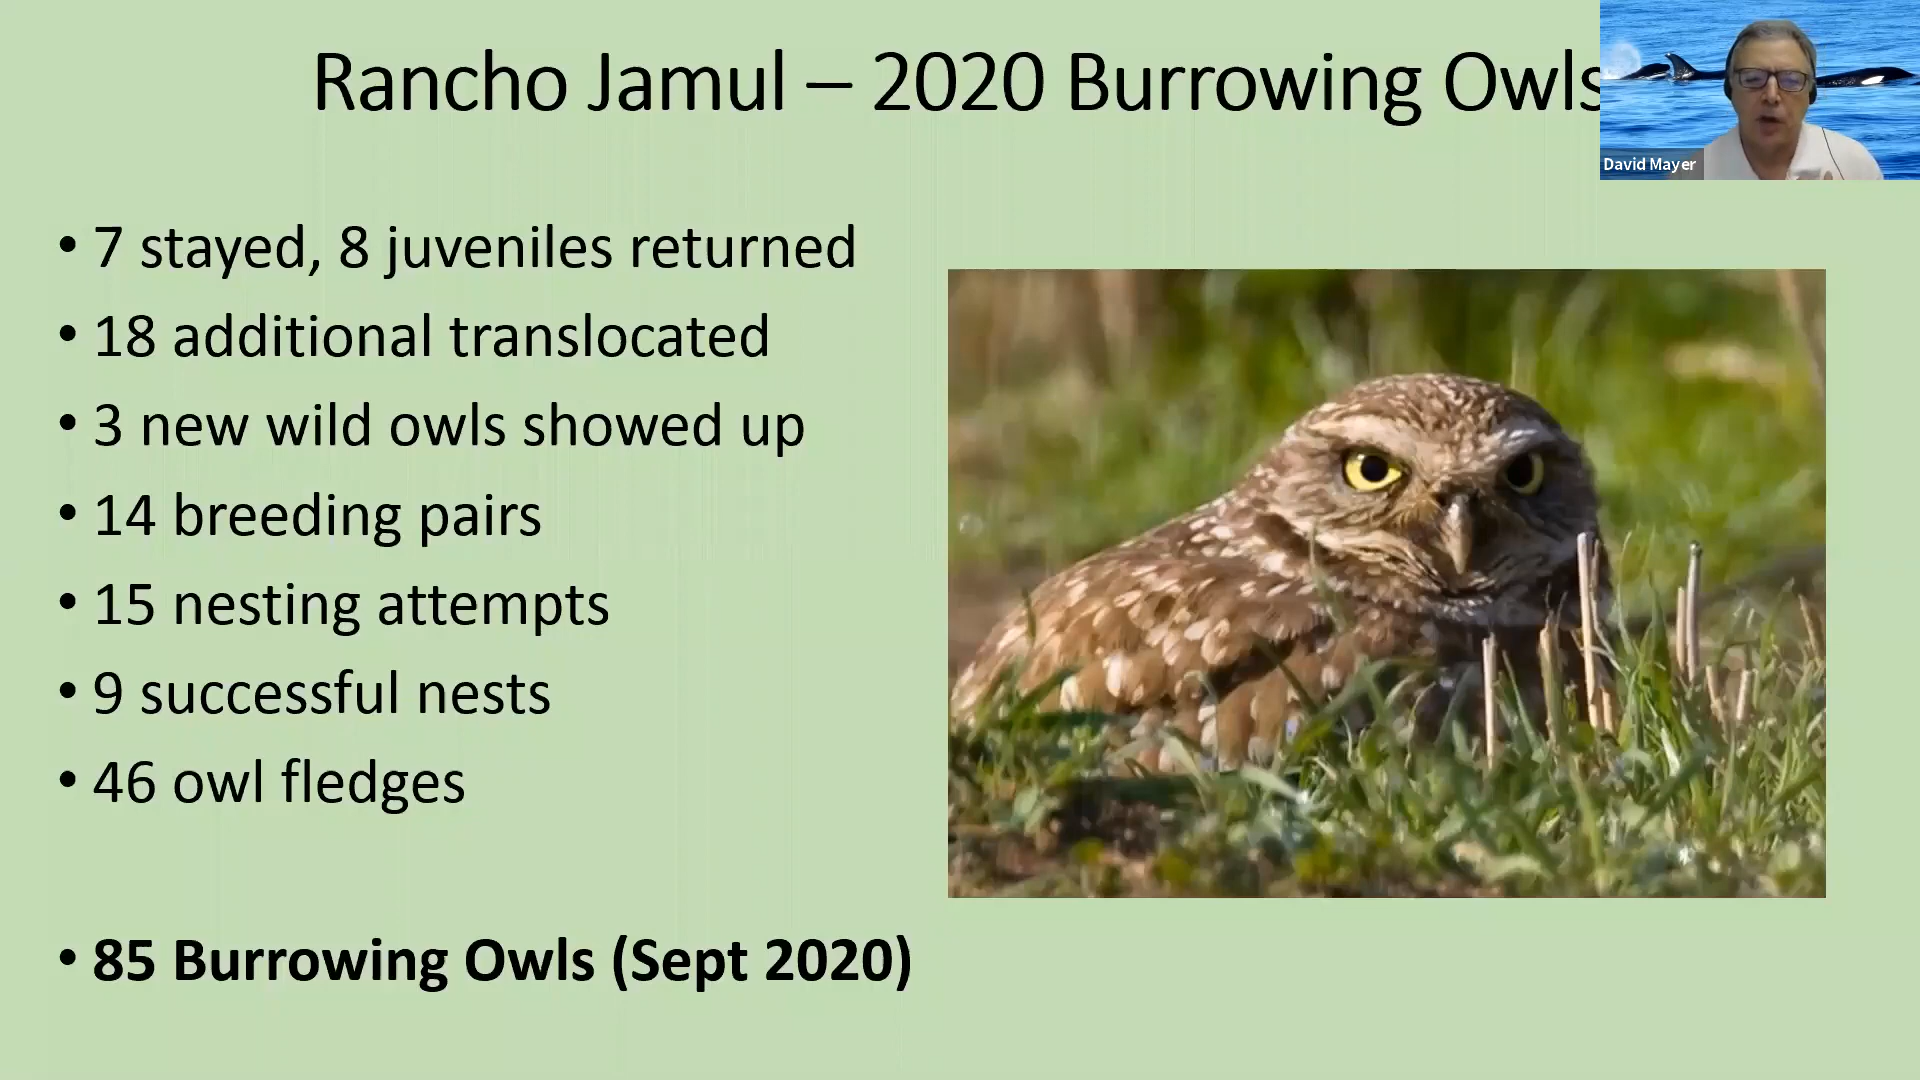 Rancho Jamul – 2020 Burrowing Owls
David Mayer
• 7 stayed, 8 juveniles returned
• 18 additional translocated
• 3 new wild owls showed up
• 14 breeding pairs
• 15 nesting attempts
• 9 successful nests
• 46 owl fledges
• 85 Burrowing Owls (Sept 2020)